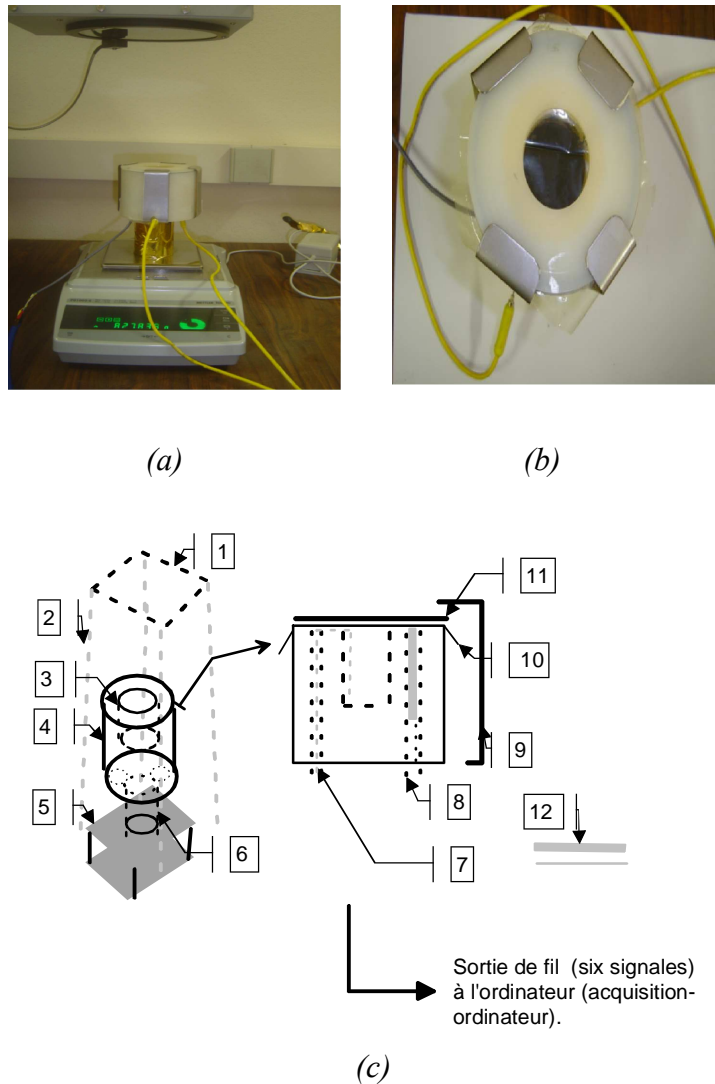 (a)
(b)
1
2
3
4
5
6
7
8
9
10
11
12
Sortie de fil (six signales)
à l'ordinateur (acquisition-
ordinateur).
(c)